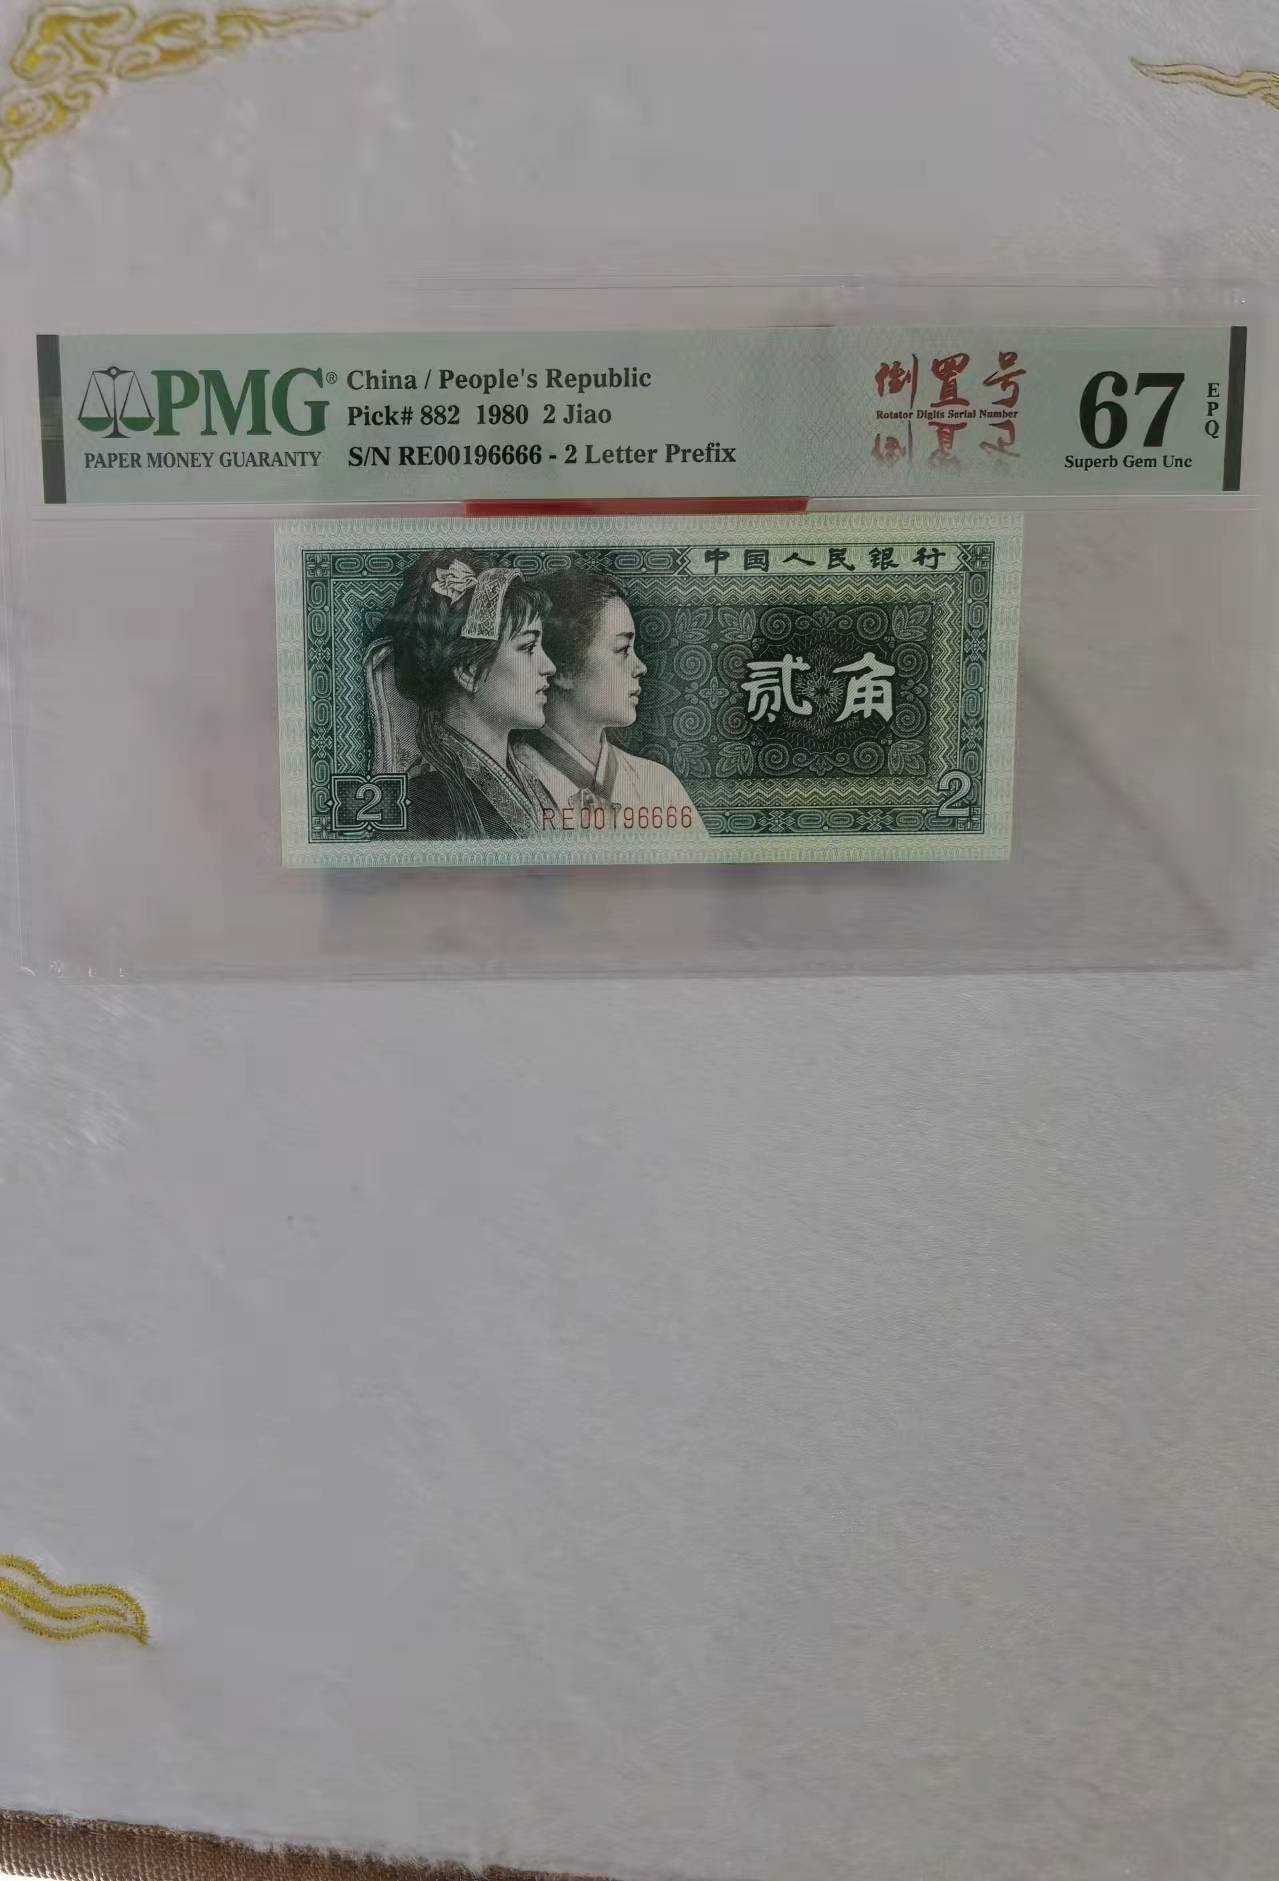 PMG®
PAPER MONEY GUARANTY
China / People's Republic
Pick# 882 1980 2 Jiao
S/N RE00196666 - 2 Letter Prefix
倒置号
Rotator Digits Serial Number
67
EPQ
Superb Gem Unc
中国人民银行
贰角
2
RE00196666
2